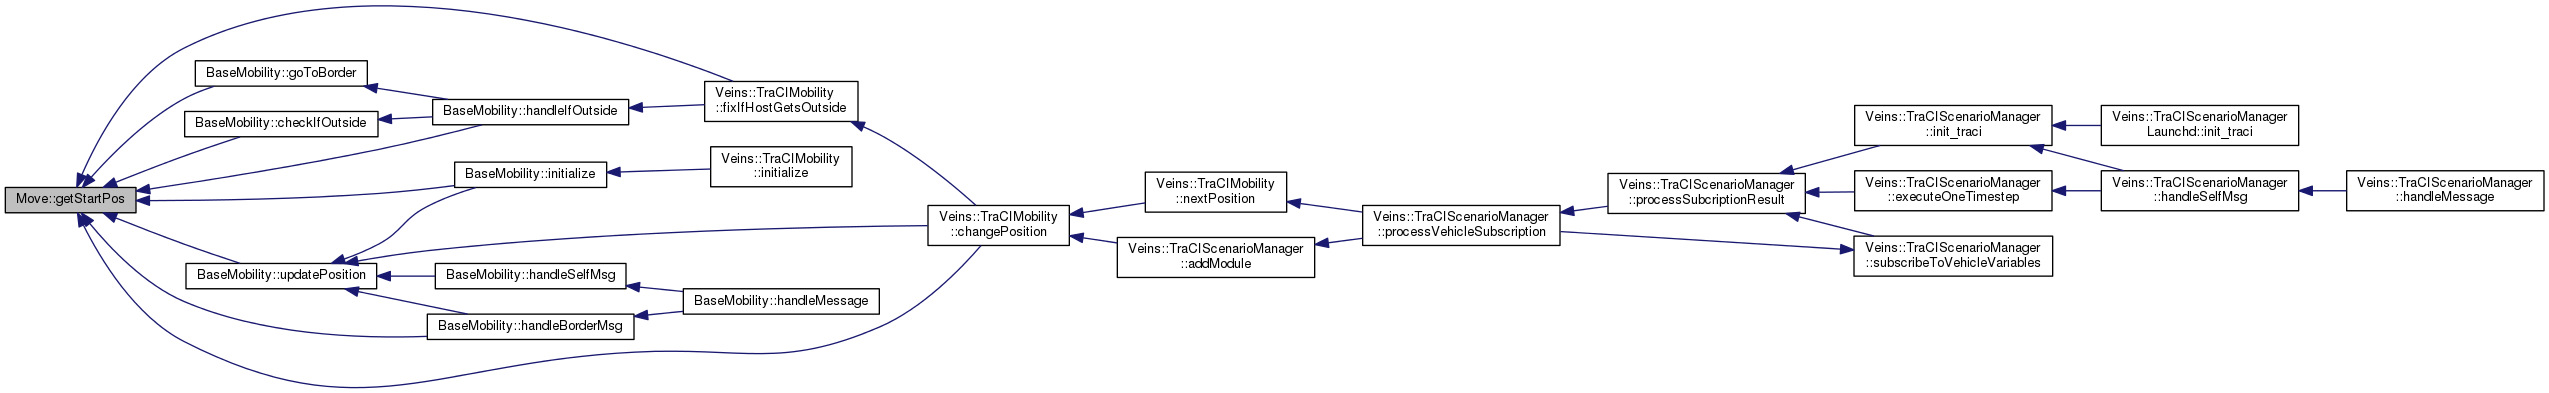 Move::getStartPos
BaseMobility::goToBorder
BaseMobility::checkIfOutside
BaseMobility::updatePosition
BaseMobility::handleIfOutside
BaseMobility::initialize
BaseMobility::handleSelfMsg
BaseMobility::handleBorderMsg
Veins::TraCIMobility
::fixIfHostGetsOutside
Veins::TraCIMobility
::initialize
BaseMobility::handleMessage
Veins::TraCIMobility
::changePosition
Veins::TraCIMobility
::nextPosition
Veins::TraCIScenarioManager
::addModule
Veins::TraCIScenarioManager
::processVehicleSubscription
Veins::TraCIScenarioManager
::processSubcriptionResult
Veins::TraCIScenarioManager
::init_traci
Veins::TraCIScenarioManager
::executeOneTimestep
Veins::TraCIScenarioManager
::subscribeToVehicleVariables
Veins::TraCIScenarioManager
Launchd::init_traci
Veins::TraCIScenarioManager
::handleSelfMsg
Veins::TraCIScenarioManager
::handleMessage